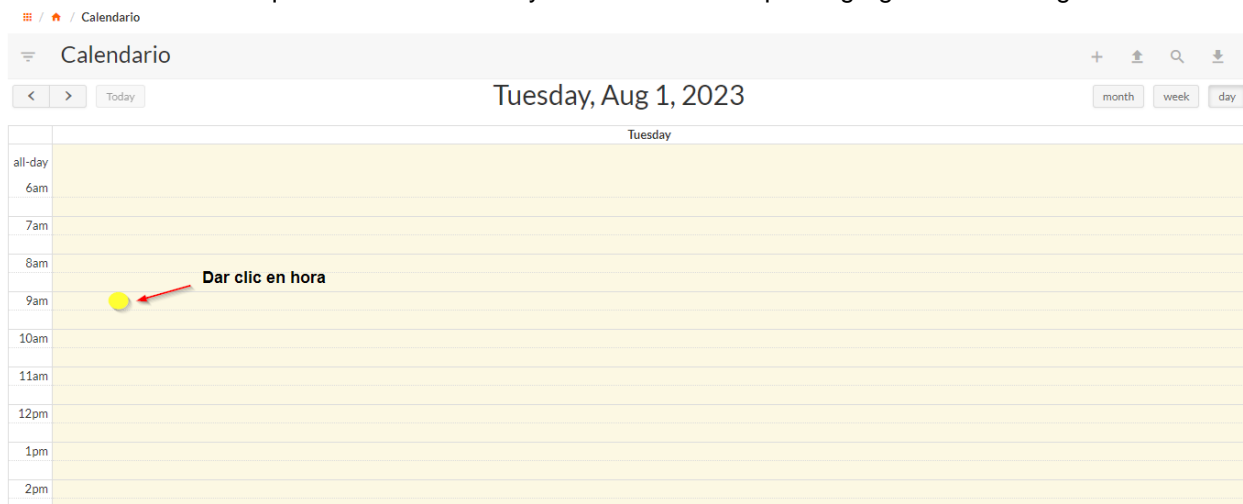 / / Calendario
Calendario
Today
Tuesday, Aug 1, 2023
month week day
Tuesday
all-day
6am
7am
8am
Dar clic en hora
9am
10am
11am
12pm
1pm
2pm